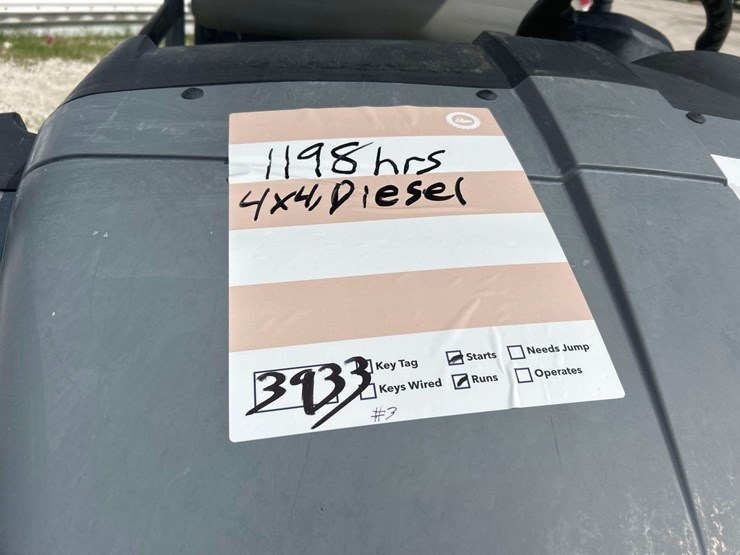 1198 hrs
4x4, Diesel
3933
Key Tag
Starts
Needs Jump
Keys Wired
Runs
Operates
#3